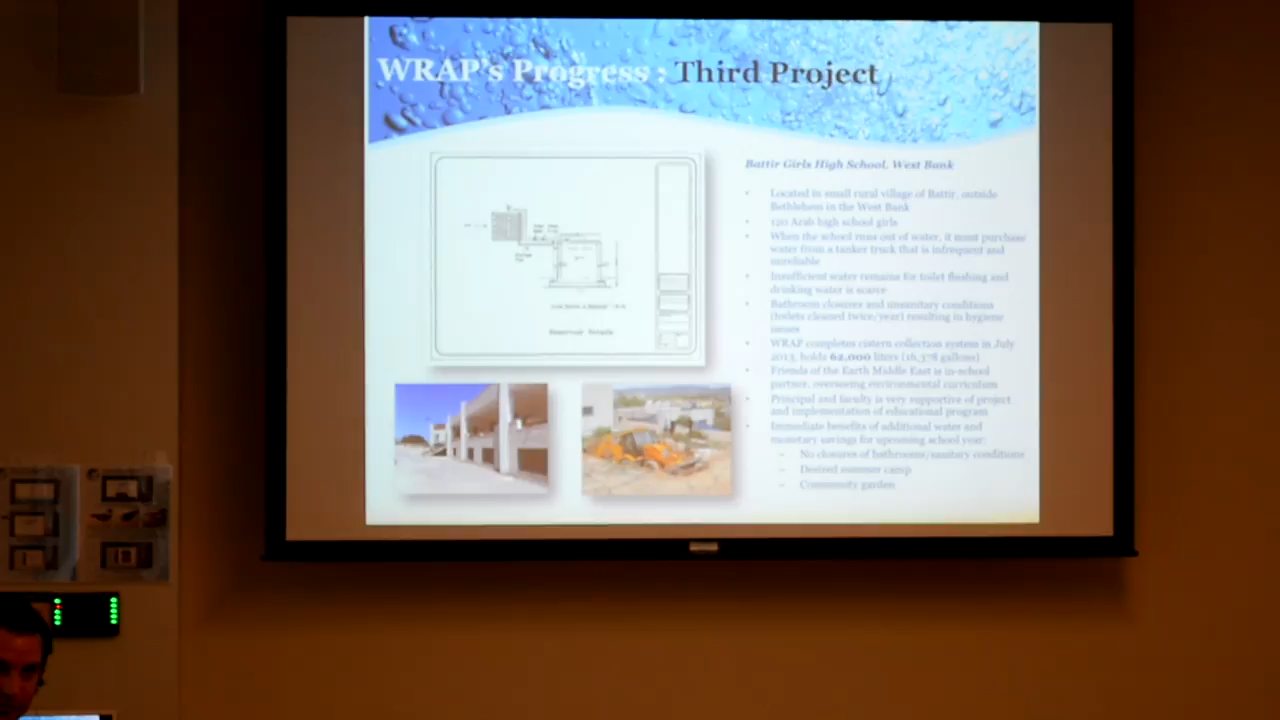 WRAP's Progress : Third Project
Battir Girls High School, West Bank
• Located in small rural village of Battir, outside
Bethlehem in the West Bank
• 120 Arab high school girls
• When the school runs out of water, it must purchase
water from a tanker truck that is infrequent and
unreliable
• Insufficient water remains for toilet flushing and
drinking water is scarce
• Bathroom closures and unsanitary conditions
(toilets cleaned twice/year) resulting in hygiene
issues
• WRAP completes cistern collection system in July
2013, holds 62,000 liters (16,378 gallons)
• Friends of the Earth Middle East is in-school
partner, overseeing environmental curriculum
• Principal and faculty is very supportive of project
and implementation of educational program
• Immediate benefits of additional water and
monetary savings for upcoming school year:
– No closures of bathrooms/sanitary conditions
– Desired summer camp
– Community garden
Reservoir Details